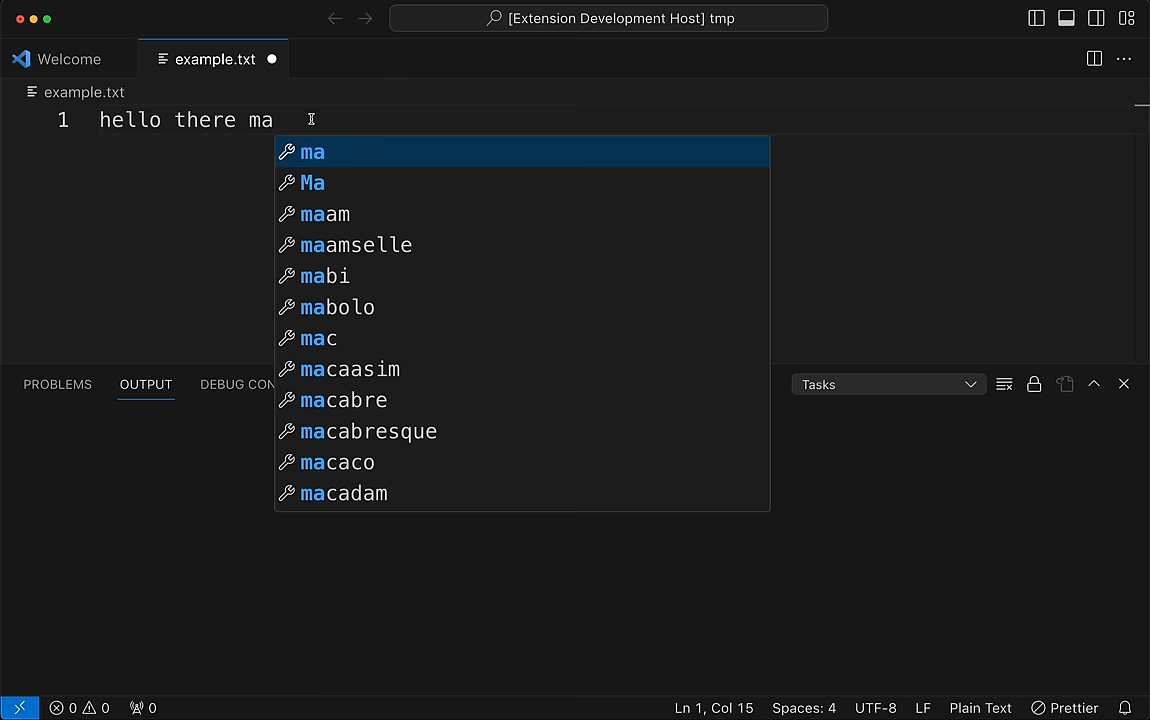 [Extension Development Host] tmp
Welcome
example.txt
example.txt
1 hello there ma
ma
Ma
maam
maamselle
mabi
mabolo
mac
macaasim
macabre
macabresque
macaco
macadam
PROBLEMS OUTPUT DEBUG CON Tasks
0 0 0 Ln 1, Col 15 Spaces: 4 UTF-8 LF Plain Text Prettier